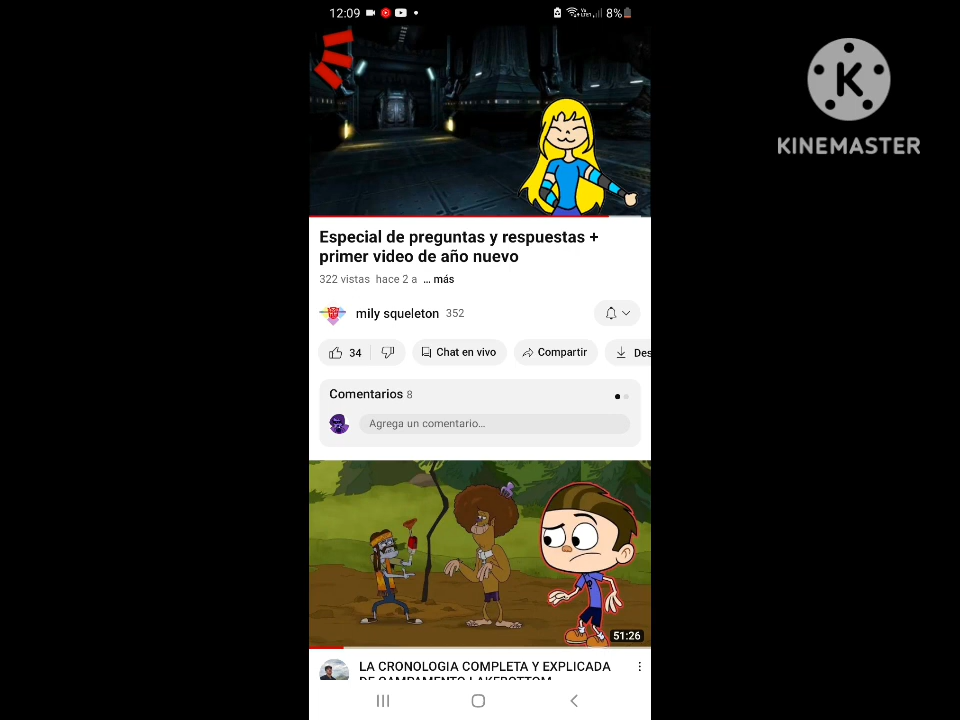 12:09
8%
K
KINEMASTER
Especial de preguntas y respuestas +
primer video de año nuevo
322 vistas hace 2 a ... más
mily squeleton 352
34 Chat en vivo Compartir Des
Comentarios 8
Agrega un comentario...
51:26
LA CRONOLOGIA COMPLETA Y EXPLICADA
DE CAMPAMENTO LAKEBOTTOM